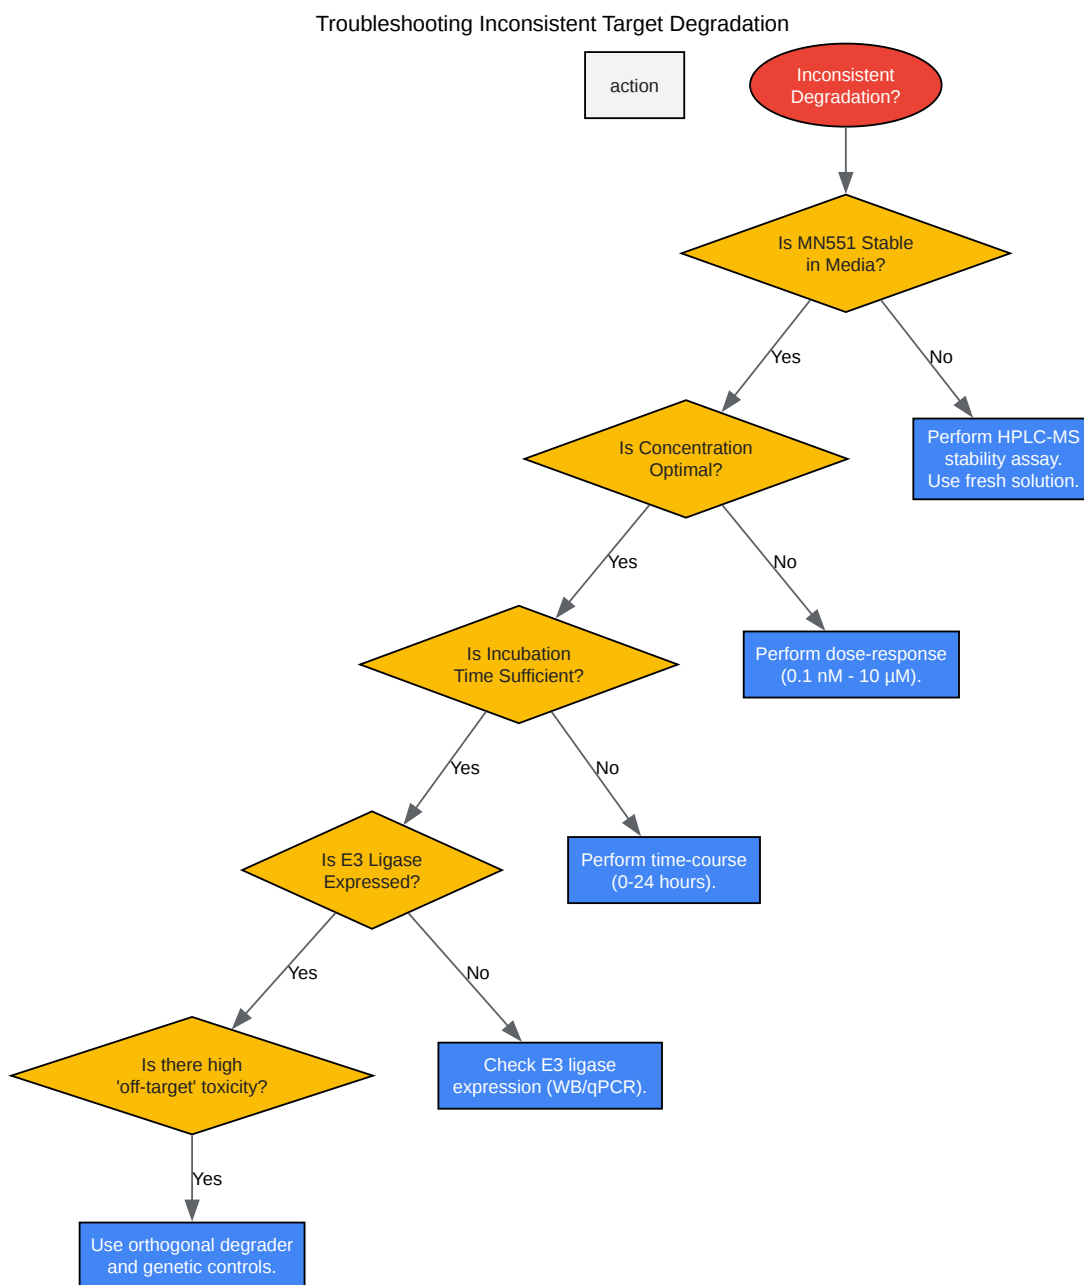 Troubleshooting Inconsistent Target Degradation
action
Inconsistent
Degradation?
Is MN551 Stable
in Media?
Yes
No
Is Concentration
Optimal?
Perform HPLC-MS
stability assay.
Use fresh solution.
Yes
No
Is Incubation
Time Sufficient?
Perform dose-response
(0.1 nM - 10 µM).
Yes
No
Is E3 Ligase
Expressed?
Perform time-course
(0-24 hours).
Yes
No
Is there high
'off-target' toxicity?
Check E3 ligase
expression (WB/qPCR).
Yes
Use orthogonal degrader
and genetic controls.